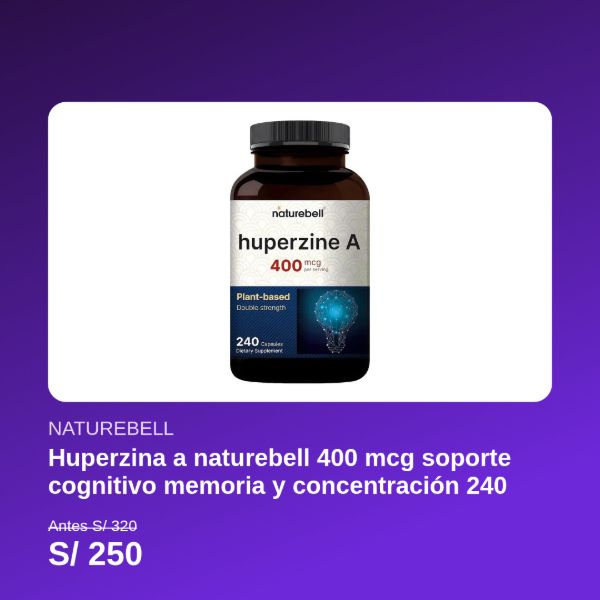 naturebell
huperzine A
400 mcg
per serving
Plant-based
Double strength
240 Capsules
Dietary Supplement
NATUREBELL
Huperzina a naturebell 400 mcg soporte
cognitivo memoria y concentración 240
Antes S/ 320
S/ 250